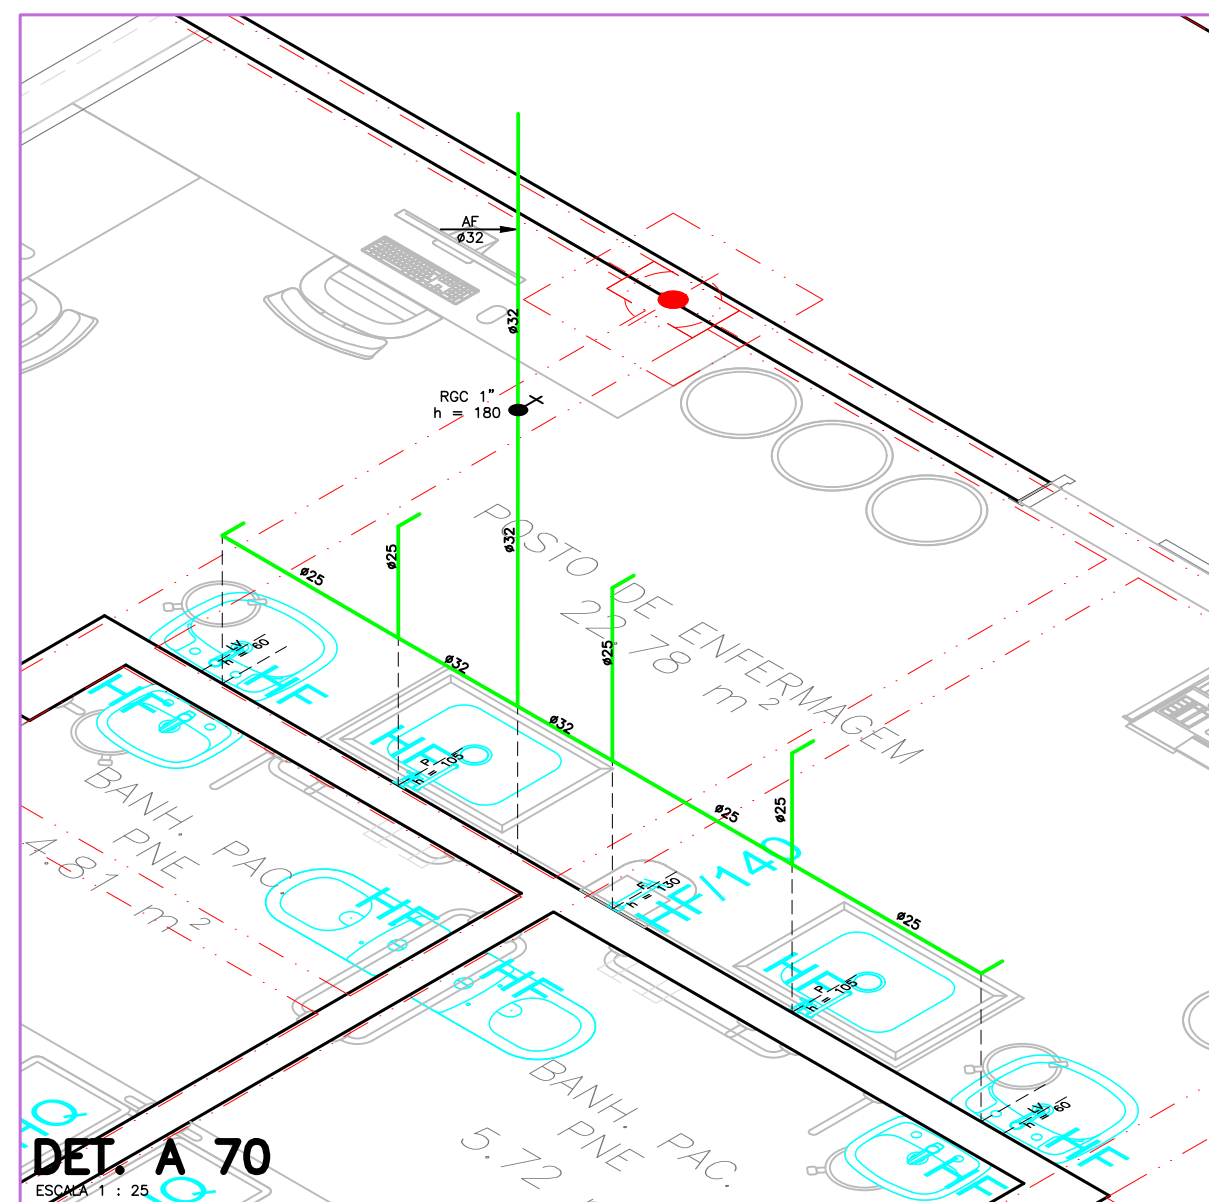 AF
ø32
ø32
RGC 1"
h = 180
ø32
ø25
ø25
ø25
ø25
ø32
ø32
ø25
ø25
POSTO DE ENFERMAGEM
22.78 m²
LV
h = 60
HF
HF
P
h = 105
HF
F
h = 130
HF/140
P
h = 105
HF
LV
h = 60
HF
HF
BANH. PAC.
PNE
4.81 m²
HF
HF
BANH. PAC.
PNE
5.72
Q
Q
DET. A 70
ESCALA 1 : 25